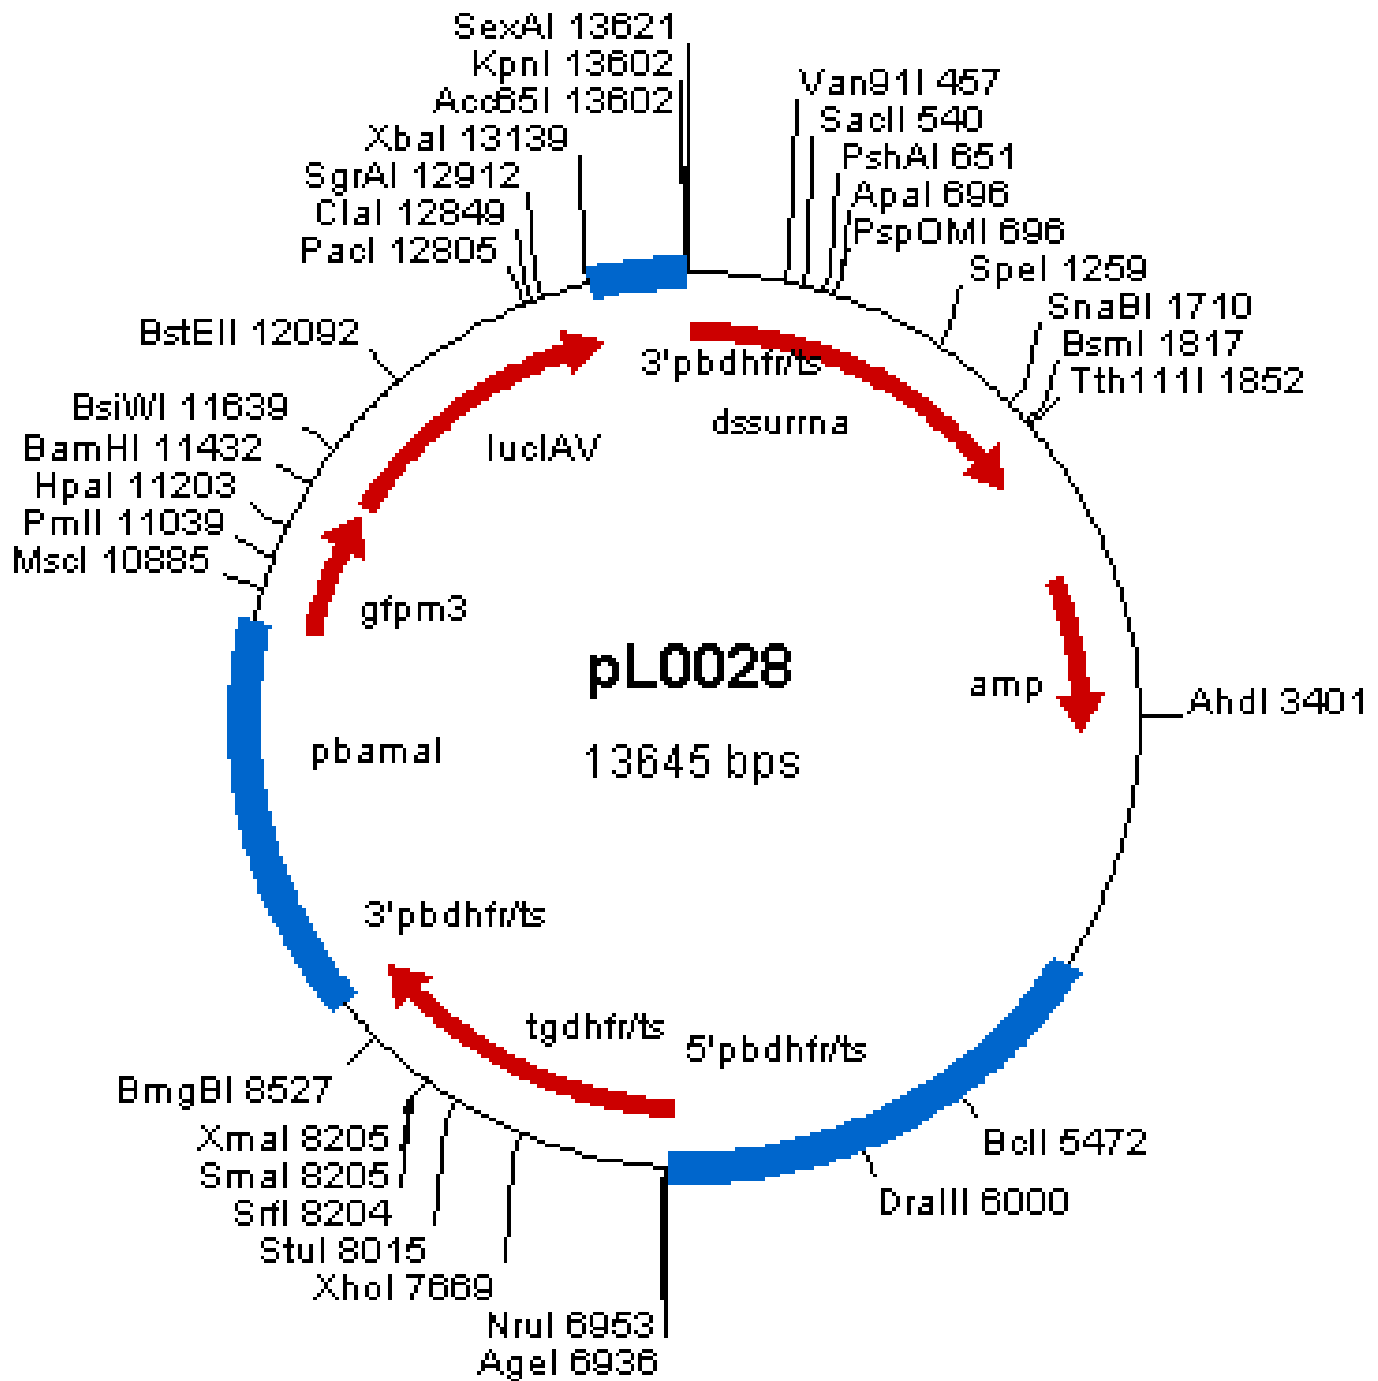 SexAI 13621
KpnI 13602
Acc65I 13602
XbaI 13139
SgrAI 12912
ClaI 12849
PacI 12805
BstEII 12092
BsiWI 11639
BamHI 11432
HpaI 11203
PmlI 11039
MscI 10885
Van91I 457
SacII 540
PshAI 651
ApaI 696
PspOMI 696
SpeI 1259
SnaBI 1710
BsmI 1817
Tth111I 1852
3'pbdhfr/ts
dssurrna
lucIAV
gfpm3
pL0028
13645 bps
amp
AhdI 3401
pbamaI
3'pbdhfr/ts
tgdhfr/ts
5'pbdhfr/ts
BmgBI 8527
XmaI 8205
SmaI 8205
SrfI 8204
StuI 8015
XhoI 7669
NruI 6953
AgeI 6936
BclI 5472
DraIII 6000